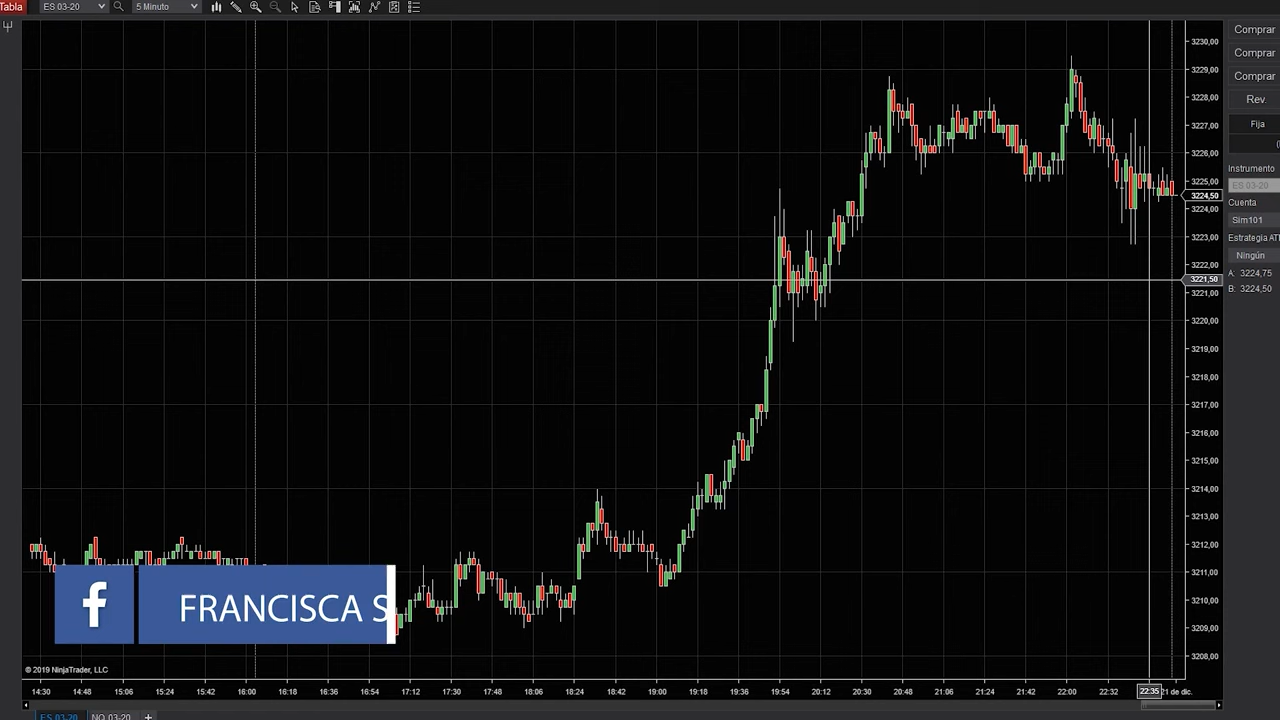 Tabla ES 03-20 5 Minuto
3230,00
3229,00
3228,00
3227,00
3226,00
3225,00
3224,50
3224,00
3223,00
3222,00
3221,50
3221,00
3220,00
3219,00
3218,00
3217,00
3216,00
3215,00
3214,00
3213,00
3212,00
3211,00
3210,00
3209,00
3208,00
Comprar
Comprar
Comprar
Rev
Fija
Instrumento
ES 03-20
Cuenta
Sim101
Estrategia AT
Ningún
A: 3224,75
B: 3224,50
f FRANCISCA S
© 2019 NinjaTrader, LLC
14:30 14:48 15:06 15:24 15:42 16:00 16:18 16:36 16:54 17:12 17:30 17:48 18:06 18:24 18:42 19:00 19:18 19:36 19:54 20:12 20:30 20:48 21:06 21:24 21:42 22:00 22:32 22:35 21 de dic.
ES 03-20 NQ 03-20 +